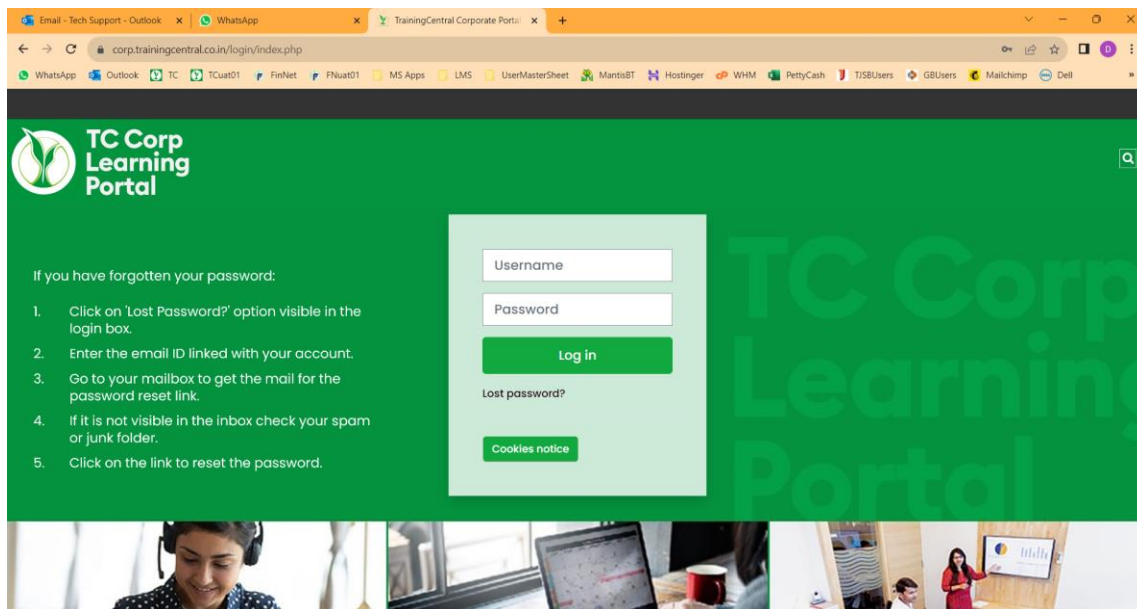 Email - Tech Support - Outlook
WhatsApp
TrainingCentral Corporate Portal
corp.trainingcentral.co.in/login/index.php
D
WhatsApp Outlook TC TCuat01 FinNet FNuat01 MS Apps LMS UserMasterSheet MantisBT Hostinger WHM PettyCash TJSBUsers GBUsers Mailchimp Dell
TC Corp
Learning
Portal
If you have forgotten your password:
1. Click on 'Lost Password?' option visible in the
login box.
2. Enter the email ID linked with your account.
3. Go to your mailbox to get the mail for the
password reset link.
4. If it is not visible in the inbox check your spam
or junk folder.
5. Click on the link to reset the password.
Username
Password
Log in
Lost password?
Cookies notice
TC Corp
Learning
Portal